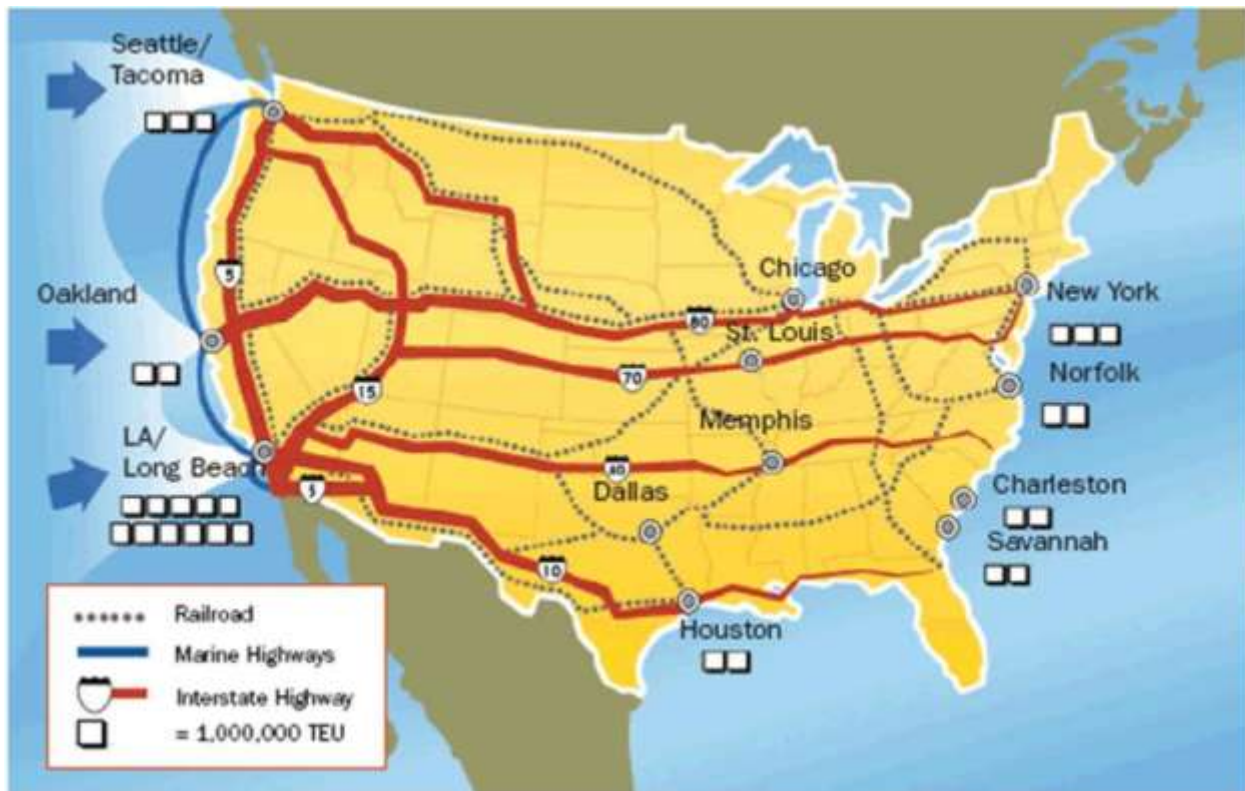 Seattle/
Tacoma
Oakland
LA/
Long Beach
5
15
5
80
70
40
10
Chicago
St. Louis
Memphis
Dallas
Houston
New York
Norfolk
Charleston
Savannah
Railroad
Marine Highways
Interstate Highway
= 1,000,000 TEU